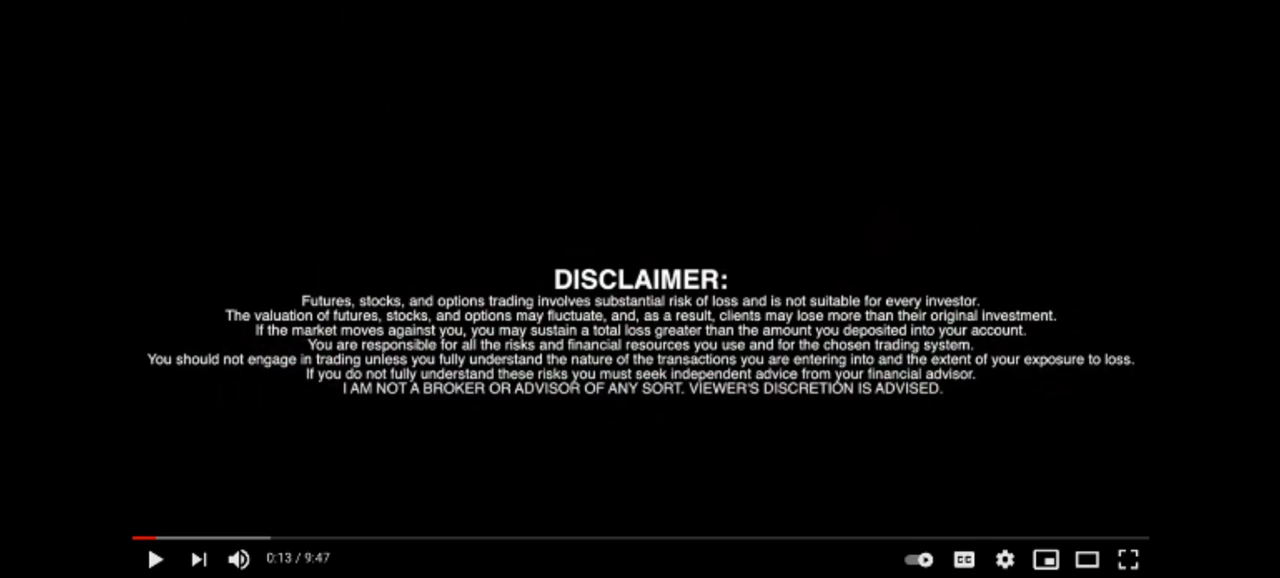 DISCLAIMER:
Futures, stocks, and options trading involves substantial risk of loss and is not suitable for every investor.
The valuation of futures, stocks, and options may fluctuate, and, as a result, clients may lose more than their original investment.
If the market moves against you, you may sustain a total loss greater than the amount you deposited into your account.
You are responsible for all the risks and financial resources you use and for the chosen trading system.
You should not engage in trading unless you fully understand the nature of the transactions you are entering into and the extent of your exposure to loss.
If you do not fully understand these risks you must seek independent advice from your financial advisor.
I AM NOT A BROKER OR ADVISOR OF ANY SORT. VIEWER'S DISCRETION IS ADVISED.
0:13 / 9:47
CC